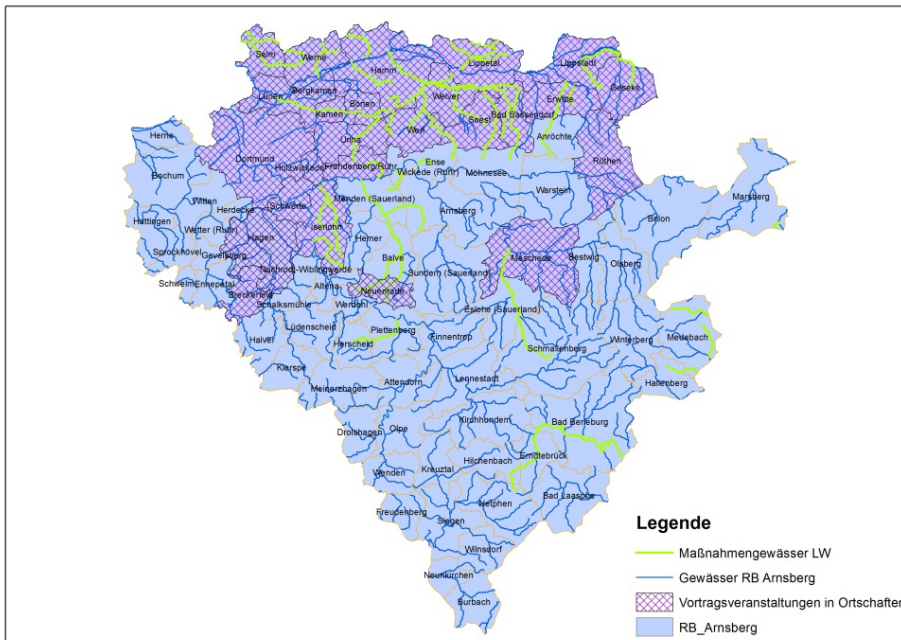 Selm
Werne
Hamm
Lippetal
Lippstadt
Geseke
Lünen
Bergkamen
Bönen
Welver
Soest
Bad Sassendorf
Erwitte
Kamen
Unna
Werl
Anröchte
Herne
Bochum
Dortmund
Holzwickede
Fröndenberg/Ruhr
Ense
Wickede (Ruhr)
Möhnesee
Rüthen
Warstein
Witten
Herdecke
Schwerte
Menden (Sauerland)
Arnsberg
Brilon
Marsberg
Hattingen
Wetter (Ruhr)
Hagen
Iserlohn
Hemer
Sprockhövel
Gevelsberg
Balve
Meschede
Bestwig
Olsberg
Schwelm
Ennepetal
Nachrodt-Wiblingwerde
Sundern (Sauerland)
Breckerfeld
Altena
Neuenrade
Schalksmühle
Werdohl
Eslohe (Sauerland)
Halver
Lüdenscheid
Herscheid
Plettenberg
Finnentrop
Schmallenberg
Winterberg
Medebach
Kierspe
Meinerzhagen
Attendorn
Lennestadt
Hallenberg
Drolshagen
Olpe
Kirchhundem
Bad Berleburg
Wenden
Kreuztal
Hilchenbach
Erndtebrück
Freudenberg
Netphen
Bad Laasphe
Siegen
Wilnsdorf
Neunkirchen
Burbach
Legende
Maßnahmengewässer LW
Gewässer RB Arnsberg
Vortragsveranstaltungen in Ortschaften
RB_Arnsberg